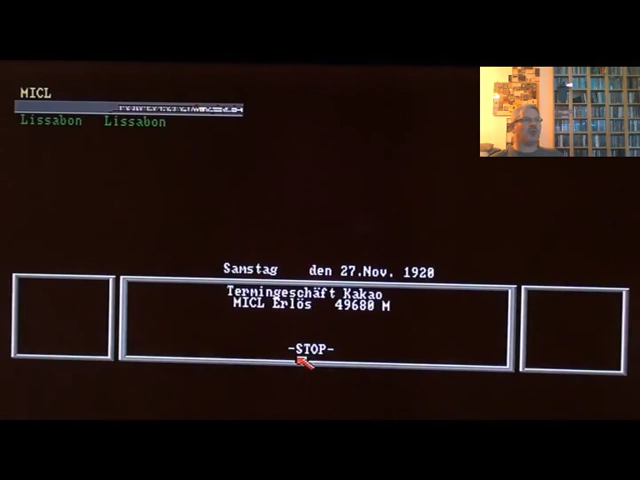 MICL
Lissabon Lissabon
Samstag den 27.Nov. 1920
Termingeschäft Kakao
MICL Erlös 49680 M
-STOP-